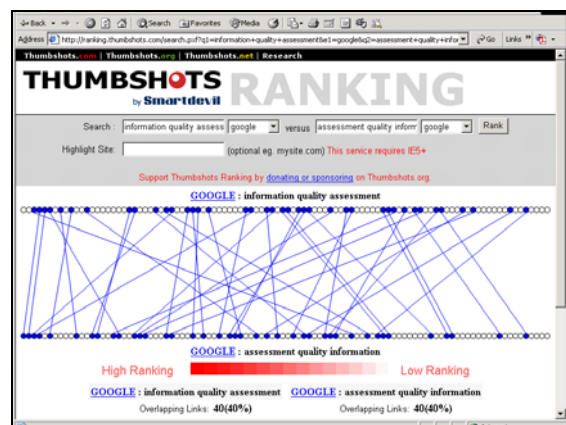 Back Search Favorites Media
Address http://ranking.thumbshots.com/search.pxf?q1=information+quality+assessment&e1=google&q2=assessment+quality+infor Go Links »
Thumbshots.com | Thumbshots.org | Thumbshots.net | Research
THUMBSHOTS RANKING
by Smartdevil
Search : information quality assess google versus assessment quality inform google Rank
Highlight Site: (optional eg. mysite.com) This service requires IE5+
Support Thumbshots Ranking by donating or sponsoring on Thumbshots.org.
GOOGLE : information quality assessment
GOOGLE : assessment quality information
High Ranking Low Ranking
GOOGLE : information quality assessment GOOGLE : assessment quality information
Overlapping Links: 40(40%) Overlapping Links: 40(40%)